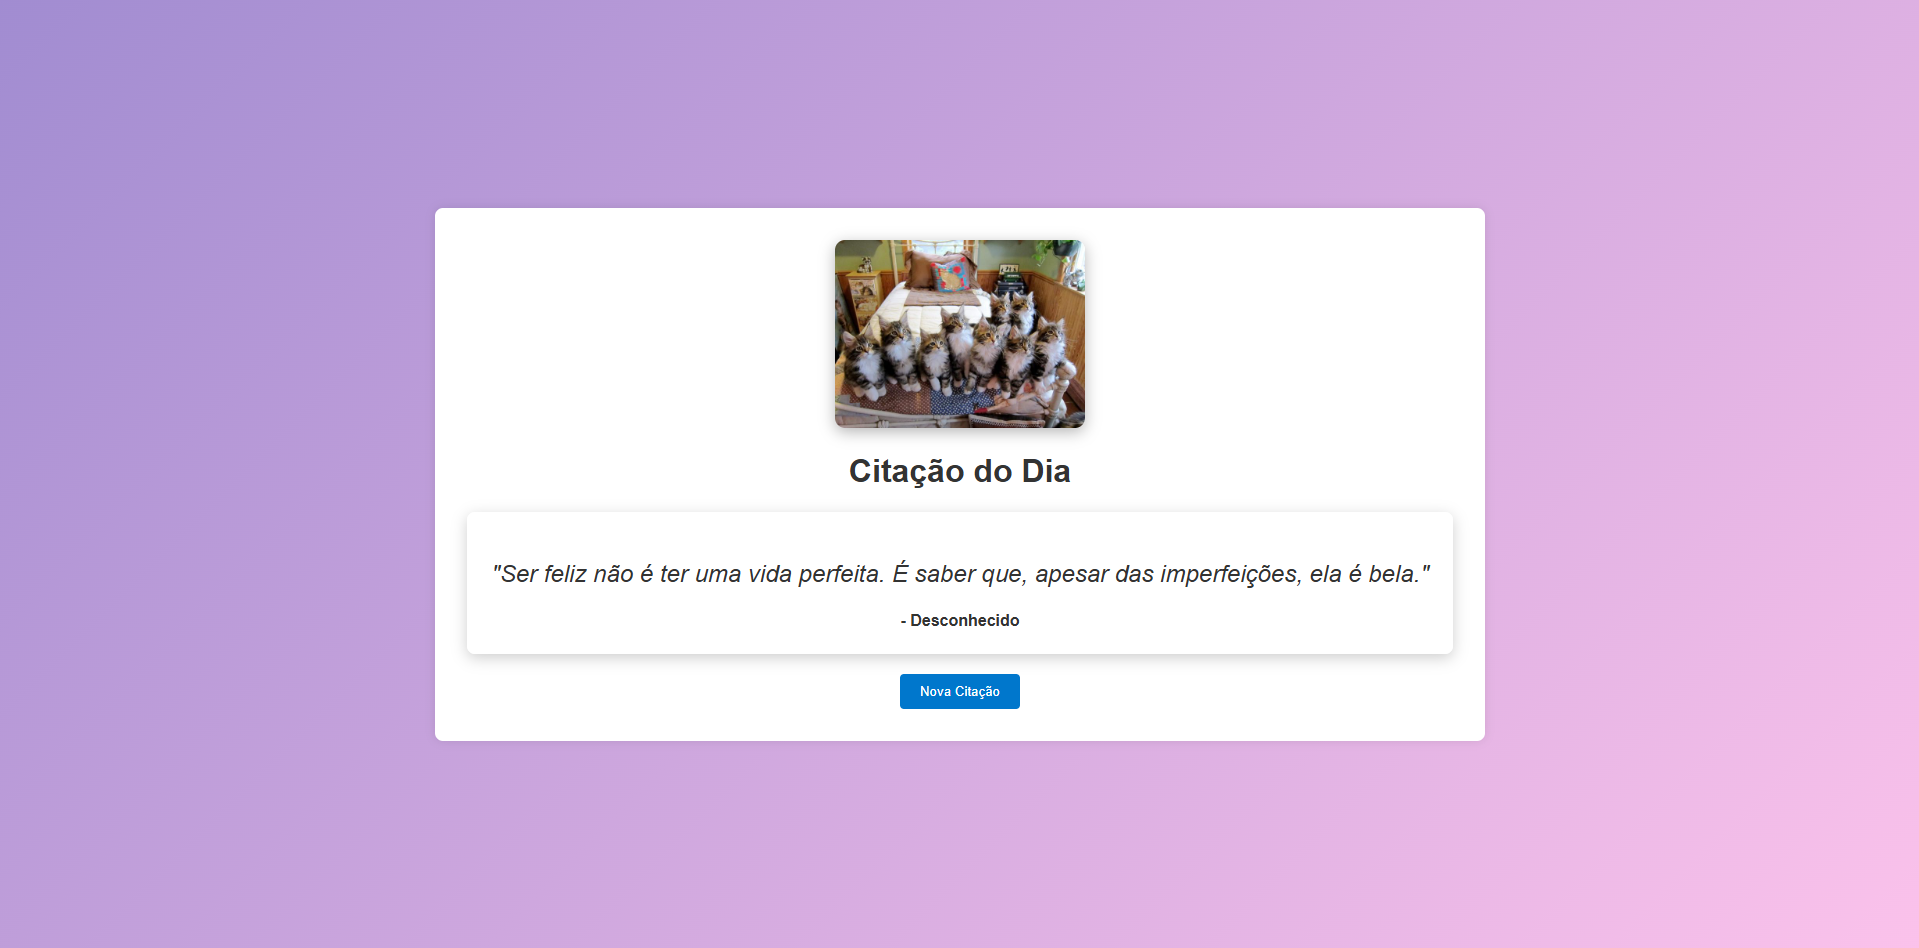 Citação do Dia
"Ser feliz não é ter uma vida perfeita. É saber que, apesar das imperfeições, ela é bela."
- Desconhecido
Nova Citação